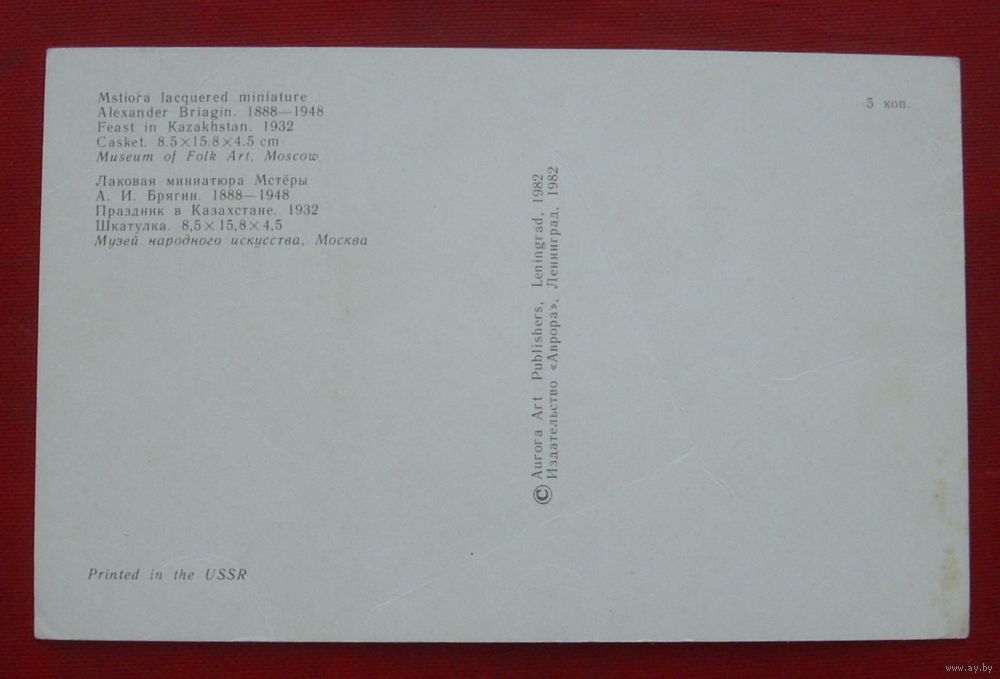 Mstiora lacquered miniature
Alexander Briagin. 1888—1948
Feast in Kazakhstan. 1932
Casket. 8.5×15.8×4.5 cm
Museum of Folk Art, Moscow
Лаковая миниатюра Мстёры
А. И. Брягин. 1888—1948
Праздник в Казахстане. 1932
Шкатулка. 8,5×15,8×4,5
Музей народного искусства, Москва
5 коп.
© Aurora Art Publishers, Leningrad, 1982
Издательство «Аврора», Ленинград, 1982
Printed in the USSR
www.ay.by